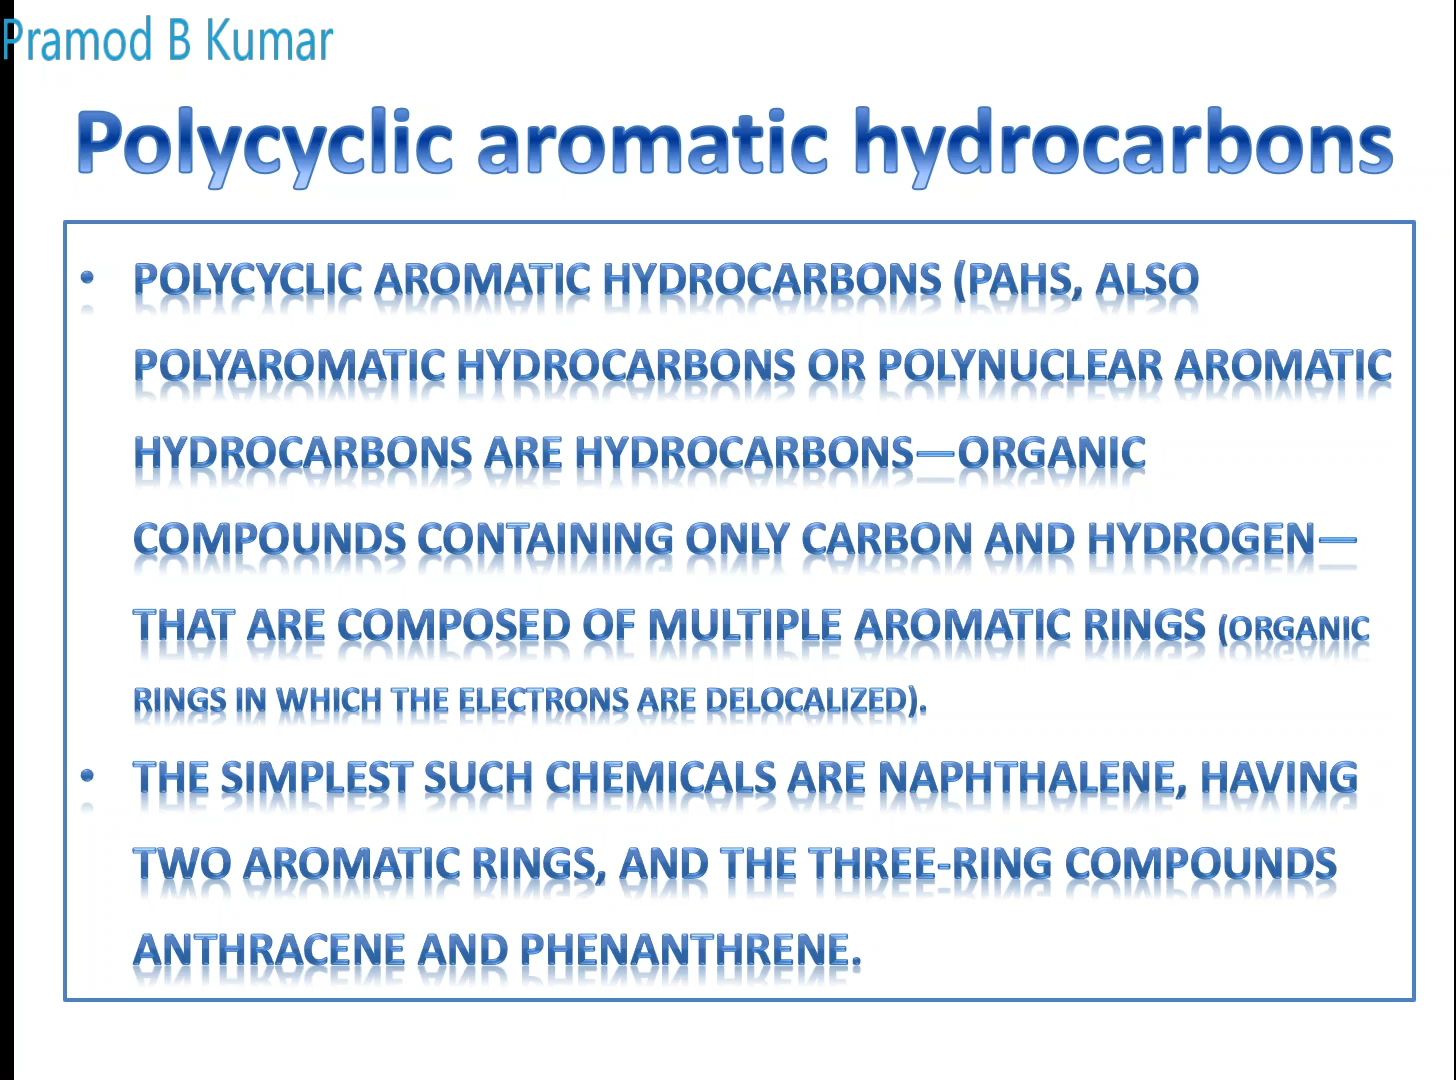 Pramod B Kumar
Polycyclic aromatic hydrocarbons
• POLYCYCLIC AROMATIC HYDROCARBONS (PAHS, ALSO
POLYAROMATIC HYDROCARBONS OR POLYNUCLEAR AROMATIC
HYDROCARBONS ARE HYDROCARBONS—ORGANIC
COMPOUNDS CONTAINING ONLY CARBON AND HYDROGEN—
THAT ARE COMPOSED OF MULTIPLE AROMATIC RINGS (ORGANIC
RINGS IN WHICH THE ELECTRONS ARE DELOCALIZED).
• THE SIMPLEST SUCH CHEMICALS ARE NAPHTHALENE, HAVING
TWO AROMATIC RINGS, AND THE THREE-RING COMPOUNDS
ANTHRACENE AND PHENANTHRENE.